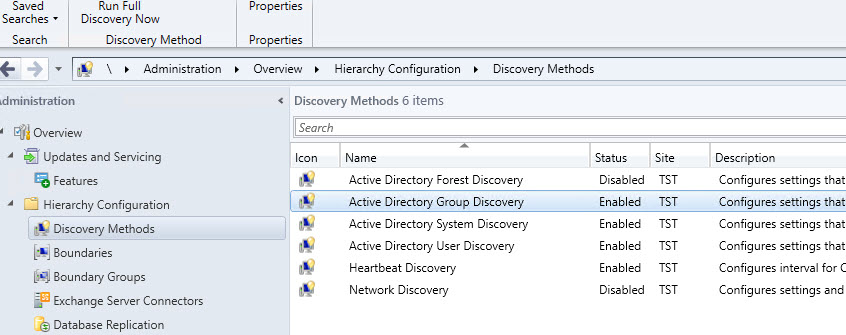 Saved
Searches
Run Full
Discovery Now
Properties
Search
Discovery Method
Properties
\ Administration Overview Hierarchy Configuration Discovery Methods
Administration
Overview
Updates and Servicing
Features
Hierarchy Configuration
Discovery Methods
Boundaries
Boundary Groups
Exchange Server Connectors
Database Replication
Discovery Methods 6 items
Search
Icon Name Status Site Description
Active Directory Forest Discovery Disabled TST Configures settings that
Active Directory Group Discovery Enabled TST Configures settings that
Active Directory System Discovery Enabled TST Configures settings that
Active Directory User Discovery Enabled TST Configures settings that
Heartbeat Discovery Enabled TST Configures interval for C
Network Discovery Disabled TST Configures settings and